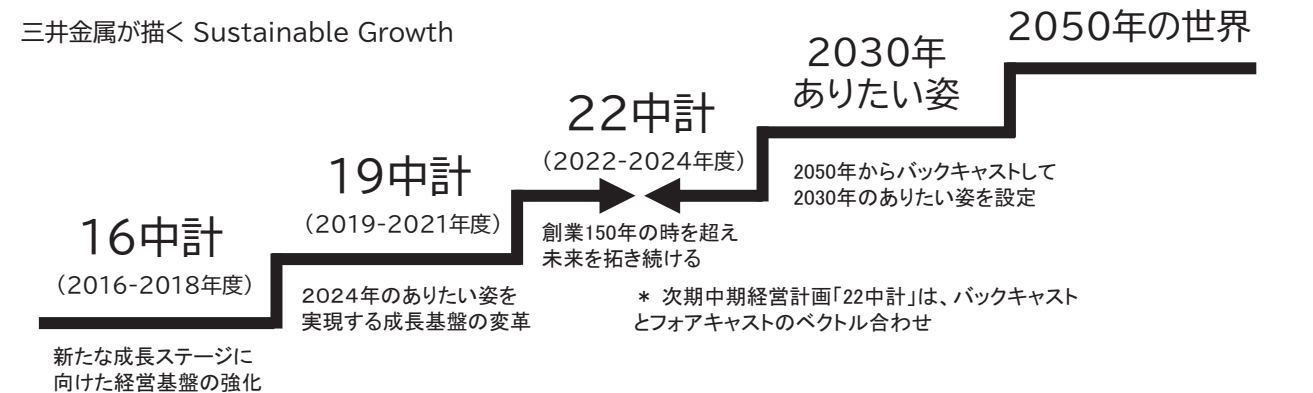 三井金属が描く Sustainable Growth
16中計
（2016-2018年度）
新たな成長ステージに
向けた経営基盤の強化
19中計
（2019-2021年度）
2024年のありたい姿を
実現する成長基盤の変革
22中計
（2022-2024年度）
創業150年の時を超え
未来を拓き続ける
2030年
ありたい姿
2050年からバックキャストして
2030年のありたい姿を設定
2050年の世界
* 次期中期経営計画「22中計」は、バックキャスト
とフォアキャストのベクトル合わせ